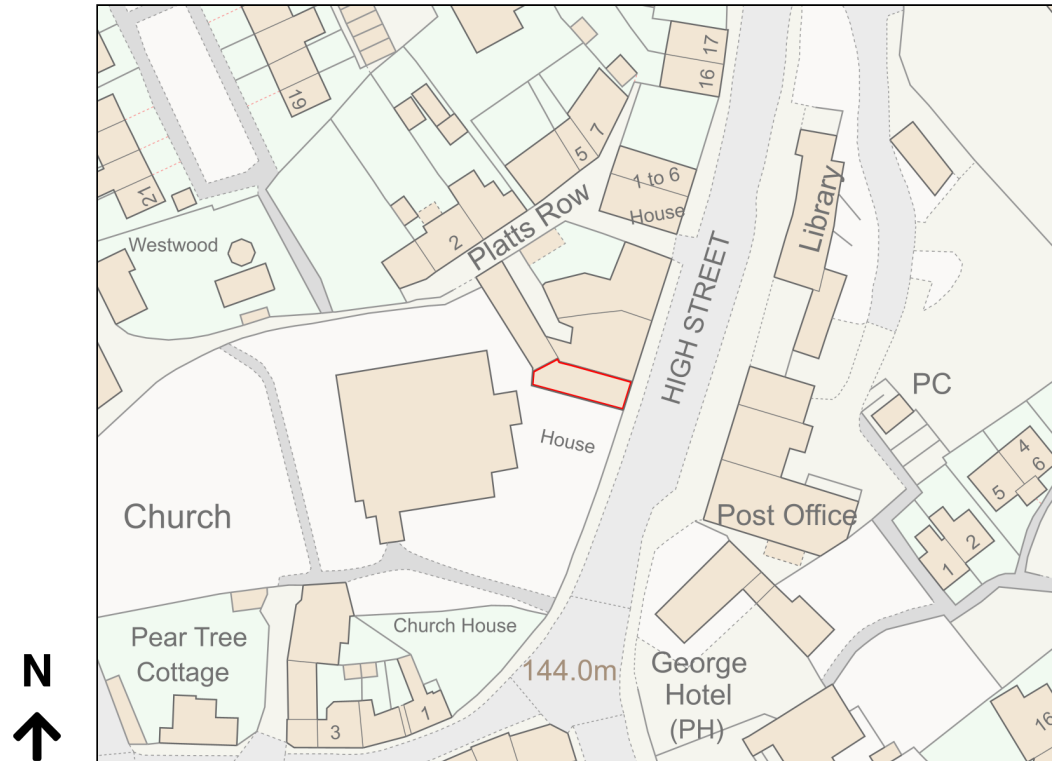 17
16
19
7
5
1 to 6
House
21
Library
2
Platts Row
Westwood
HIGH STREET
PC
House
4
6
5
Church
Post Office
2
1
Church House
Pear Tree
Cottage
144.0m
George
Hotel
(PH)
N
1
3
16